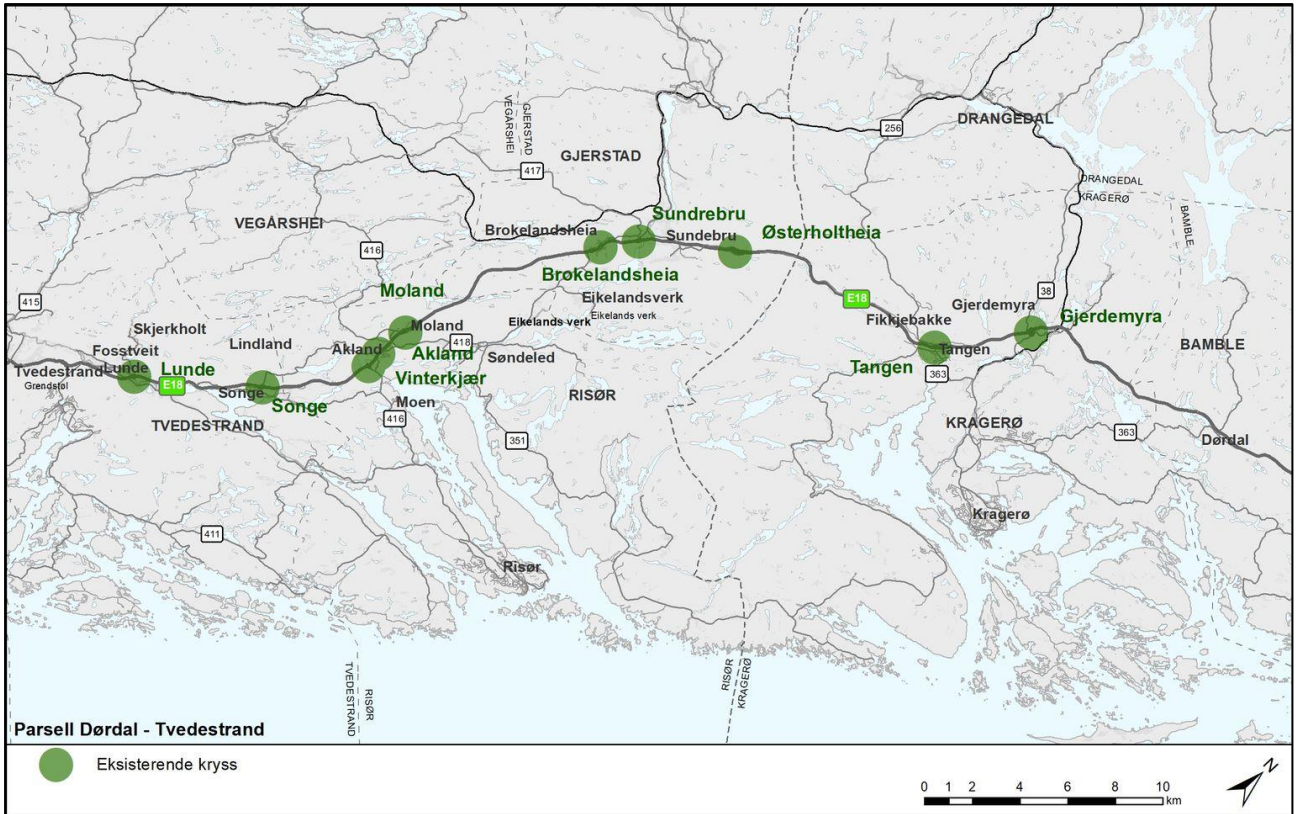 256
DRANGEDAL
GJERSTAD
VEGÅRSHEI
GJERSTAD
417
DRANGEDAL
KRAGERØ
VEGÅRSHEI
BAMBLE
Sundrebru
Brokelandsheia
Sundebru
Østerholtheia
416
Brøkelandsheia
Moland
Eikelandsverk
Eikelands verk
Eikelands verk
E18
38
Gjerdemyra
Gjerdemyra
415
Skjerkholt
Moland
Fikkjebakke
Lindland
Akland
Akland
418
Søndeled
Tangen
Tangen
BAMBLE
Fosstveit
Lunde
Lunde
Tvedestrand
Grendstøl
E18
Vinterkjær
363
Songe
Songe
Moen
RISØR
416
351
TVEDESTRAND
KRAGERØ
363
Dørdal
Kragerø
411
Risør
TVEDESTRAND
RISØR
RISØR
KRAGERØ
Parsell Dørdal - Tvedestrand
Eksisterende kryss
N
0 1 2 4 6 8 10
km